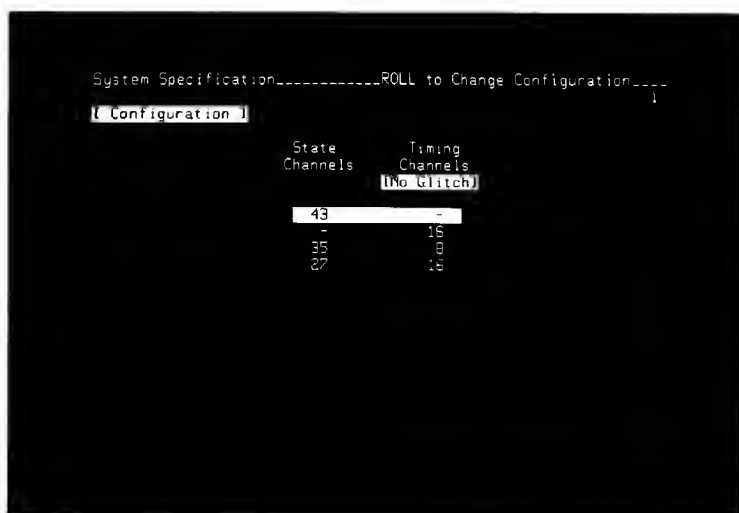 System Specification____________ROLL to Change Configuration____
1
[ Configuration ]
State Timing
Channels Channels
[No Glitch]
43 -
- 16
35 8
27 16